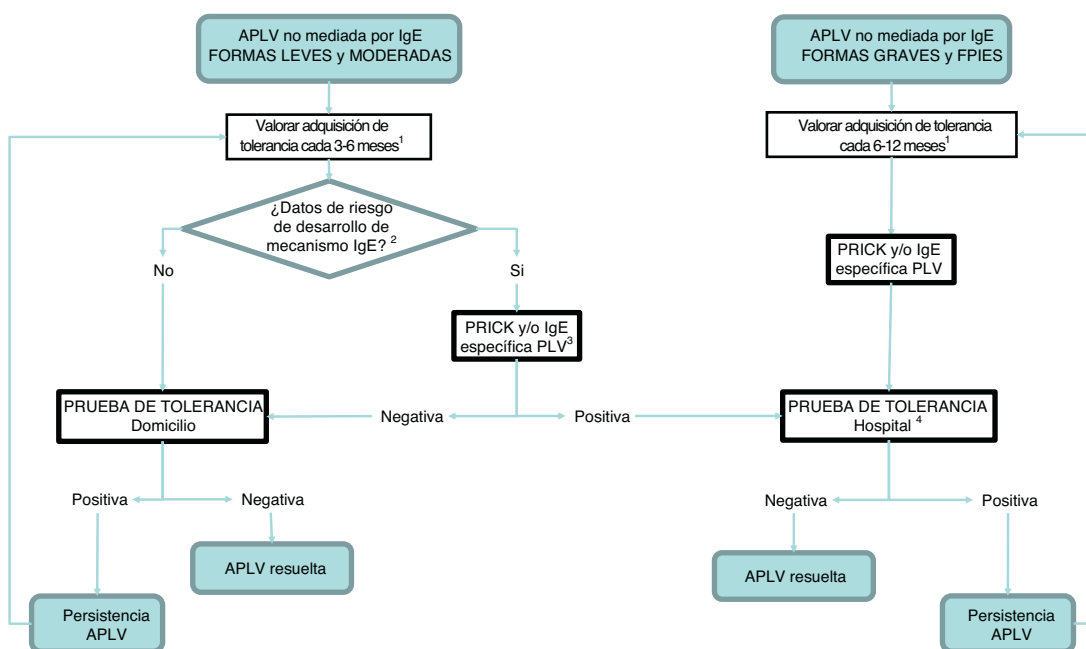 APLV no mediada por IgE
FORMAS LEVES y MODERADAS
Valorar adquisición de
tolerancia cada 3-6 meses1
¿Datos de riesgo
de desarrollo de
mecanismo IgE? 2
No
Si
PRICK y/o IgE
específica PLV3
PRUEBA DE TOLERANCIA
Domicilio
Negativa
Positiva
Positiva
Negativa
APLV resuelta
Persistencia
APLV
APLV no mediada por IgE
FORMAS GRAVES y FPIES
Valorar adquisición de tolerancia
cada 6-12 meses1
PRICK y/o IgE
específica PLV
PRUEBA DE TOLERANCIA
Hospital 4
Negativa
Positiva
APLV resuelta
Persistencia
APLV